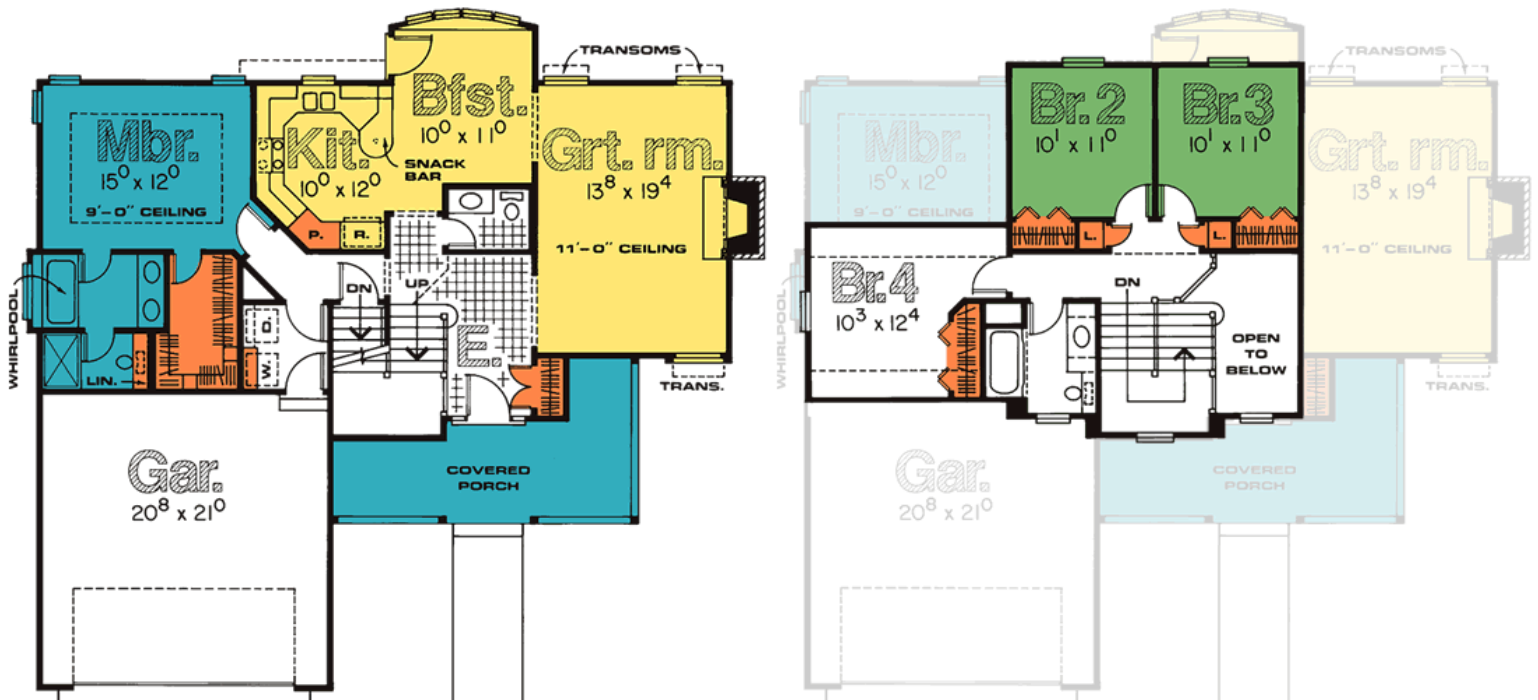 TRANSOMS
Mbr.
15⁰ x 12⁰
9'-0" CEILING
Kit.
10⁰ x 12⁰
Bfst.
10⁰ x 11⁰
SNACK
BAR
Grt. rm.
13⁸ x 19⁴
11'-0" CEILING
P.
R.
WHIRLPOOL
DN
UP
D.
W.
LIN.
E.
TRANS.
Gar.
20⁸ x 21⁰
COVERED
PORCH
TRANSOMS
Mbr.
15⁰ x 12⁰
9'-0" CEILING
Br.2
10¹ x 11⁰
Br.3
10¹ x 11⁰
Grt. rm.
13⁸ x 19⁴
11'-0" CEILING
L.
L.
Br.4
10³ x 12⁴
DN
OPEN
TO
BELOW
WHIRLPOOL
TRANS.
Gar.
20⁸ x 21⁰
COVERED
PORCH